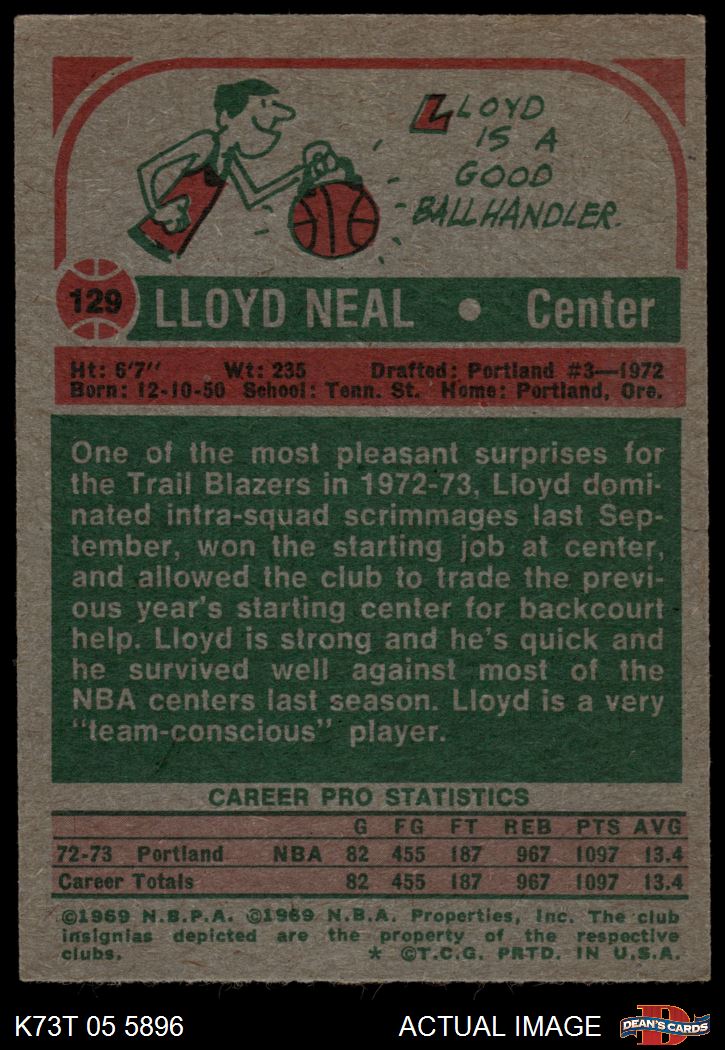 LLOYD
IS A
GOOD
BALLHANDLER.
129 LLOYD NEAL • Center
Ht: 6'7" Wt: 235 Drafted: Portland #3—1972
Born: 12-10-50 School: Tenn. St. Home: Portland, Ore.
One of the most pleasant surprises for
the Trail Blazers in 1972-73, Lloyd domi-
nated intra-squad scrimmages last Sep-
tember, won the starting job at center,
and allowed the club to trade the previ-
ous year's starting center for backcourt
help. Lloyd is strong and he's quick and
he survived well against most of the
NBA centers last season. Lloyd is a very
"team-conscious" player.
CAREER PRO STATISTICS
G FG FT REB PTS AVG
72-73 Portland NBA 82 455 187 967 1097 13.4
Career Totals 82 455 187 967 1097 13.4
©1969 N.B.P.A. ©1969 N.B.A. Properties, Inc. The club
insignias depicted are the property of the respective
clubs. * ©T.C.G. PRTD. IN U.S.A.
K73T 05 5896 ACTUAL IMAGE DEAN'S CARDS